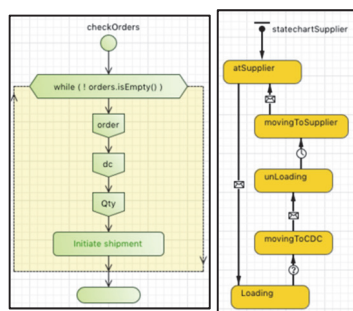 checkOrders
while ( ! orders.isEmpty() )
order
dc
Qty
Initiate shipment
statechartSupplier
atSupplier
movingToSupplier
unLoading
movingToCDC
Loading